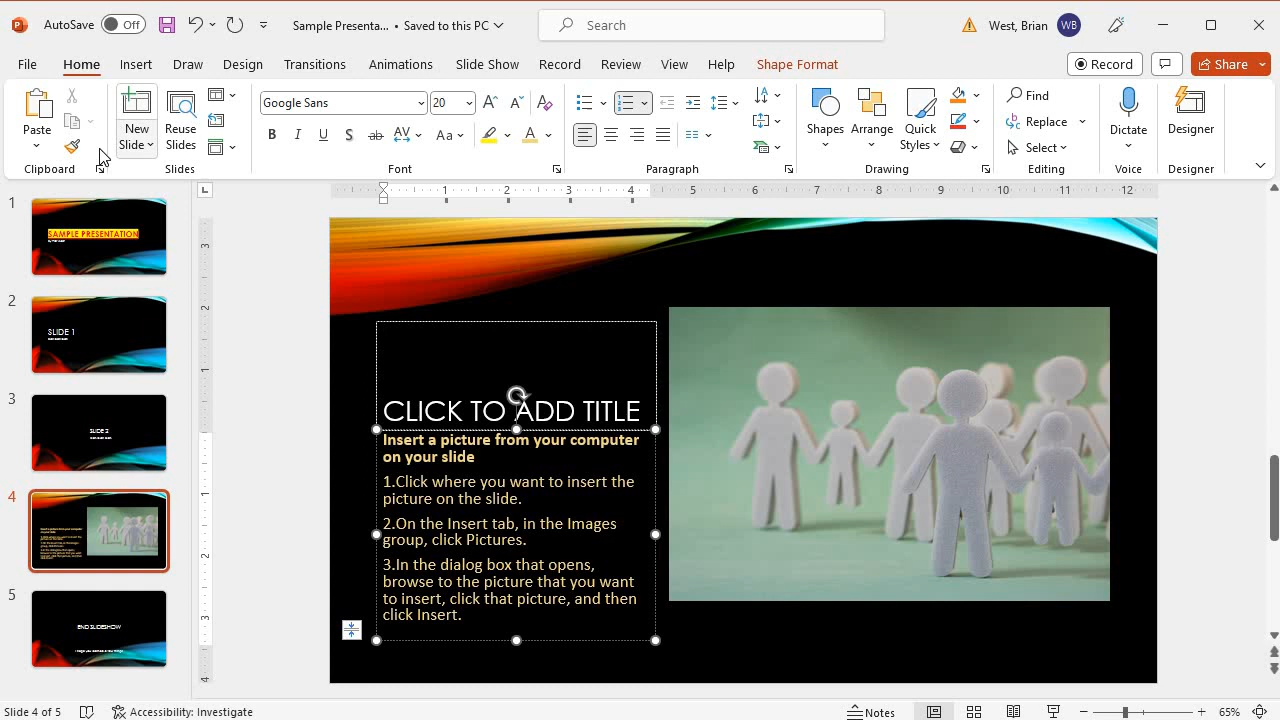 AutoSave Off Sample Presenta... • Saved to this PC Search West, Brian WB
File Home Insert Draw Design Transitions Animations Slide Show Record Review View Help Shape Format Record Share
Paste New Slide Reuse Slides Google Sans 20 Shapes Arrange Quick Styles Find Replace Select Dictate Designer
Clipboard Slides Font Paragraph Drawing Editing Voice Designer
1
SAMPLE PRESENTATION
2
SLIDE 1
3
SLIDE 2
4
5
END SLIDESHOW
CLICK TO ADD TITLE
Insert a picture from your computer
on your slide
1.Click where you want to insert the
picture on the slide.
2.On the Insert tab, in the Images
group, click Pictures.
3.In the dialog box that opens,
browse to the picture that you want
to insert, click that picture, and then
click Insert.
Slide 4 of 5 Accessibility: Investigate Notes 65%